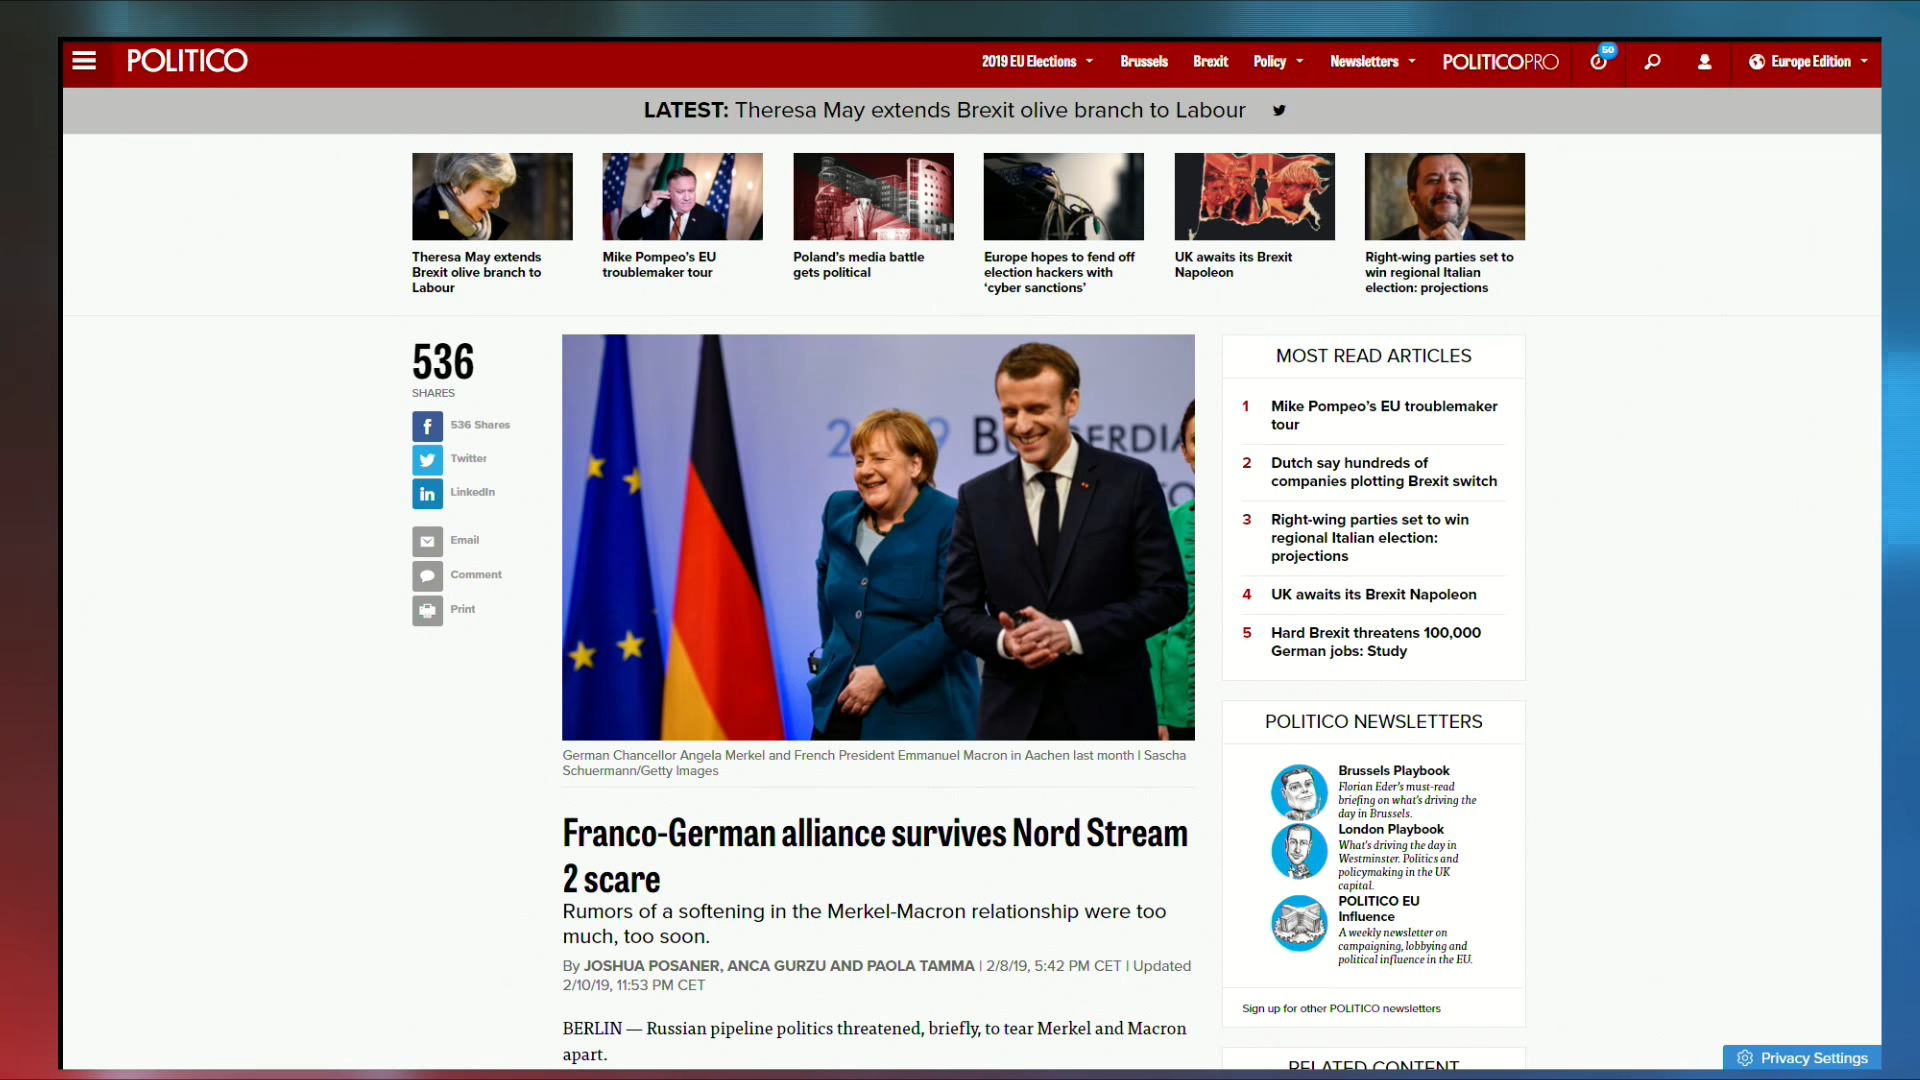 POLITICO
2019 EU Elections
Brussels
Brexit
Policy
Newsletters
POLITICOPRO
50
Europe Edition
LATEST: Theresa May extends Brexit olive branch to Labour
Theresa May extends
Brexit olive branch to
Labour
Mike Pompeo's EU
troublemaker tour
Poland's media battle
gets political
Europe hopes to fend off
election hackers with
‘cyber sanctions’
UK awaits its Brexit
Napoleon
Right-wing parties set to
win regional Italian
election: projections
536
SHARES
536 Shares
Twitter
LinkedIn
Email
Comment
Print
2 9 B ERDIA
German Chancellor Angela Merkel and French President Emmanuel Macron in Aachen last month | Sascha
Schuermann/Getty Images
Franco-German alliance survives Nord Stream
2 scare
Rumors of a softening in the Merkel-Macron relationship were too
much, too soon.
By JOSHUA POSANER, ANCA GURZU AND PAOLA TAMMA | 2/8/19, 5:42 PM CET | Updated
2/10/19, 11:53 PM CET
BERLIN — Russian pipeline politics threatened, briefly, to tear Merkel and Macron
apart.
MOST READ ARTICLES
1 Mike Pompeo's EU troublemaker
tour
2 Dutch say hundreds of
companies plotting Brexit switch
3 Right-wing parties set to win
regional Italian election:
projections
4 UK awaits its Brexit Napoleon
5 Hard Brexit threatens 100,000
German jobs: Study
POLITICO NEWSLETTERS
Brussels Playbook
Florian Eder's must-read
briefing on what's driving the
day in Brussels.
London Playbook
What's driving the day in
Westminster. Politics and
policymaking in the UK
capital.
POLITICO EU
Influence
A weekly newsletter on
campaigning, lobbying and
political influence in the EU.
Sign up for other POLITICO newsletters
RELATED CONTENT
Privacy Settings